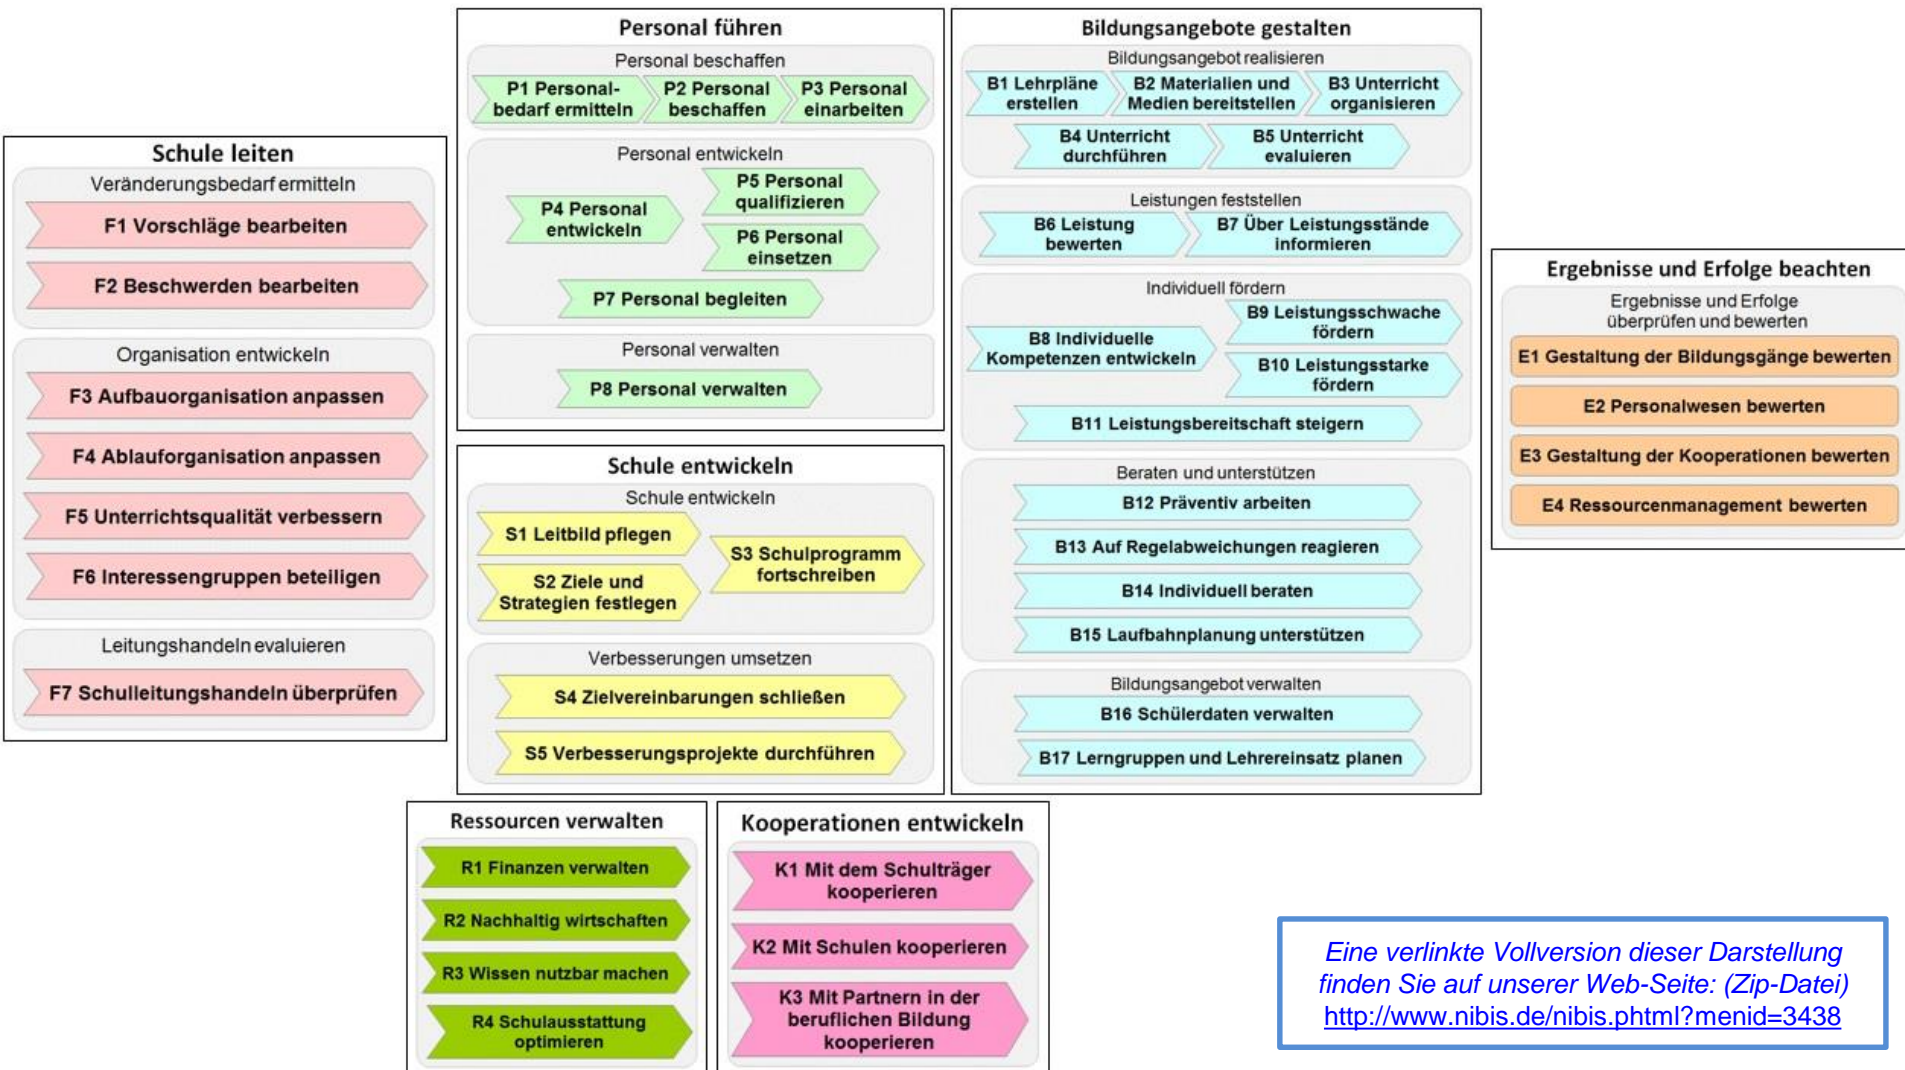 Schule leiten
Veränderungsbedarf ermitteln
F1 Vorschläge bearbeiten
F2 Beschwerden bearbeiten
Organisation entwickeln
F3 Aufbauorganisation anpassen
F4 Ablauforganisation anpassen
F5 Unterrichtsqualität verbessern
F6 Interessengruppen beteiligen
Leitungshandeln evaluieren
F7 Schulleitungshandeln überprüfen
Personal führen
Personal beschaffen
P1 Personal-
bedarf ermitteln
P2 Personal
beschaffen
P3 Personal
einarbeiten
Personal entwickeln
P4 Personal
entwickeln
P5 Personal
qualifizieren
P6 Personal
einsetzen
P7 Personal begleiten
Personal verwalten
P8 Personal verwalten
Schule entwickeln
Schule entwickeln
S1 Leitbild pflegen
S2 Ziele und
Strategien festlegen
S3 Schulprogramm
fortschreiben
Verbesserungen umsetzen
S4 Zielvereinbarungen schließen
S5 Verbesserungsprojekte durchführen
Bildungsangebote gestalten
Bildungsangebot realisieren
B1 Lehrpläne
erstellen
B2 Materialien und
Medien bereitstellen
B3 Unterricht
organisieren
B4 Unterricht
durchführen
B5 Unterricht
evaluieren
Leistungen feststellen
B6 Leistung
bewerten
B7 Über Leistungsstände
informieren
Individuell fördern
B8 Individuelle
Kompetenzen entwickeln
B9 Leistungsschwache
fördern
B10 Leistungsstarke
fördern
B11 Leistungsbereitschaft steigern
Beraten und unterstützen
B12 Präventiv arbeiten
B13 Auf Regelabweichungen reagieren
B14 Individuell beraten
B15 Laufbahnplanung unterstützen
Bildungsangebot verwalten
B16 Schülerdaten verwalten
B17 Lerngruppen und Lehrereinsatz planen
Ergebnisse und Erfolge beachten
Ergebnisse und Erfolge
überprüfen und bewerten
E1 Gestaltung der Bildungsgänge bewerten
E2 Personalwesen bewerten
E3 Gestaltung der Kooperationen bewerten
E4 Ressourcenmanagement bewerten
Ressourcen verwalten
R1 Finanzen verwalten
R2 Nachhaltig wirtschaften
R3 Wissen nutzbar machen
R4 Schulausstattung
optimieren
Kooperationen entwickeln
K1 Mit dem Schulträger
kooperieren
K2 Mit Schulen kooperieren
K3 Mit Partnern in der
beruflichen Bildung
kooperieren
Eine verlinkte Vollversion dieser Darstellung
finden Sie auf unserer Web-Seite: (Zip-Datei)
http://www.nibis.de/nibis.phtml?menid=3438